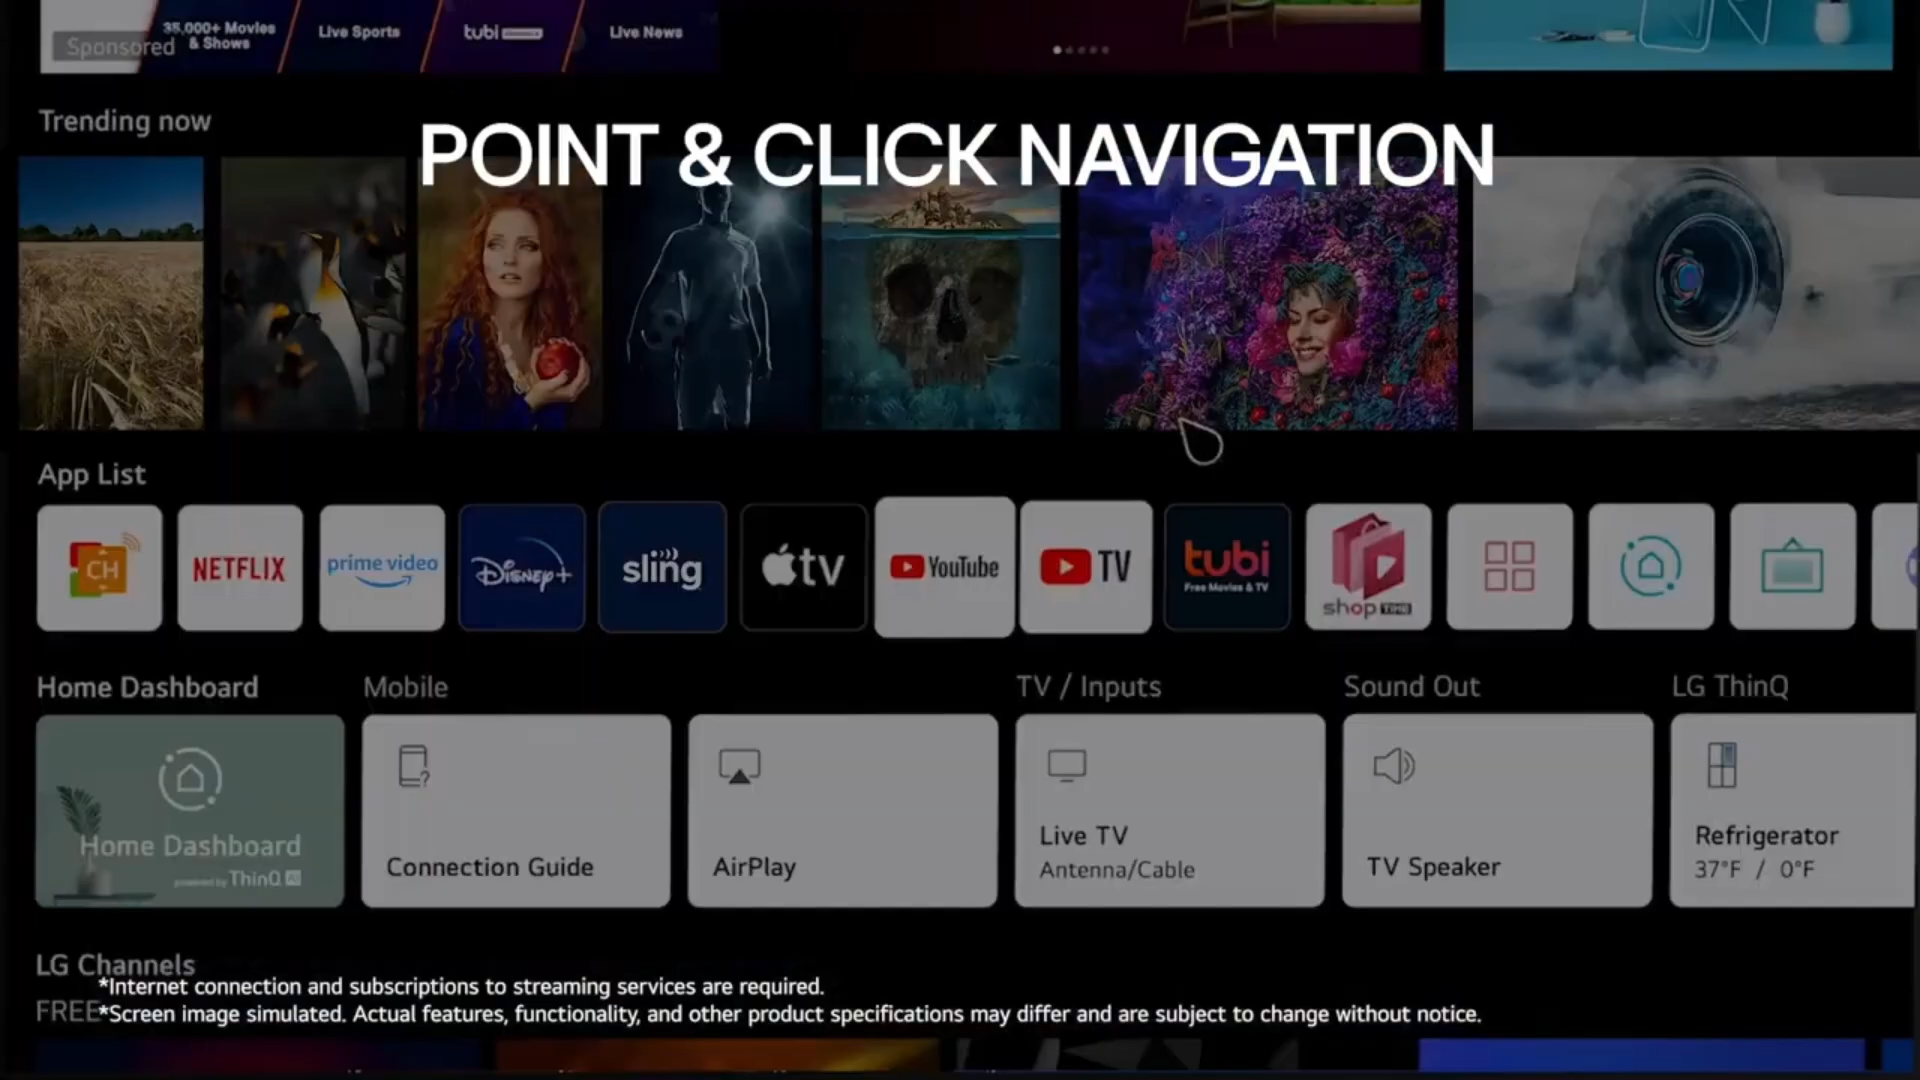 35,000+ Movies
& Shows
Live Sports
tubi
Live News
Sponsored
Trending now
POINT & CLICK NAVIGATION
App List
CH
NETFLIX
prime video
Disney+
sling
tv
YouTube
TV
tubi
Free Movies & TV
shop TIME
Home Dashboard
Mobile
TV / Inputs
Sound Out
LG ThinQ
Home Dashboard
powered by ThinQ AI
Connection Guide
AirPlay
Live TV
Antenna/Cable
TV Speaker
Refrigerator
37°F / 0°F
LG Channels
FREE
*Internet connection and subscriptions to streaming services are required.
*Screen image simulated. Actual features, functionality, and other product specifications may differ and are subject to change without notice.